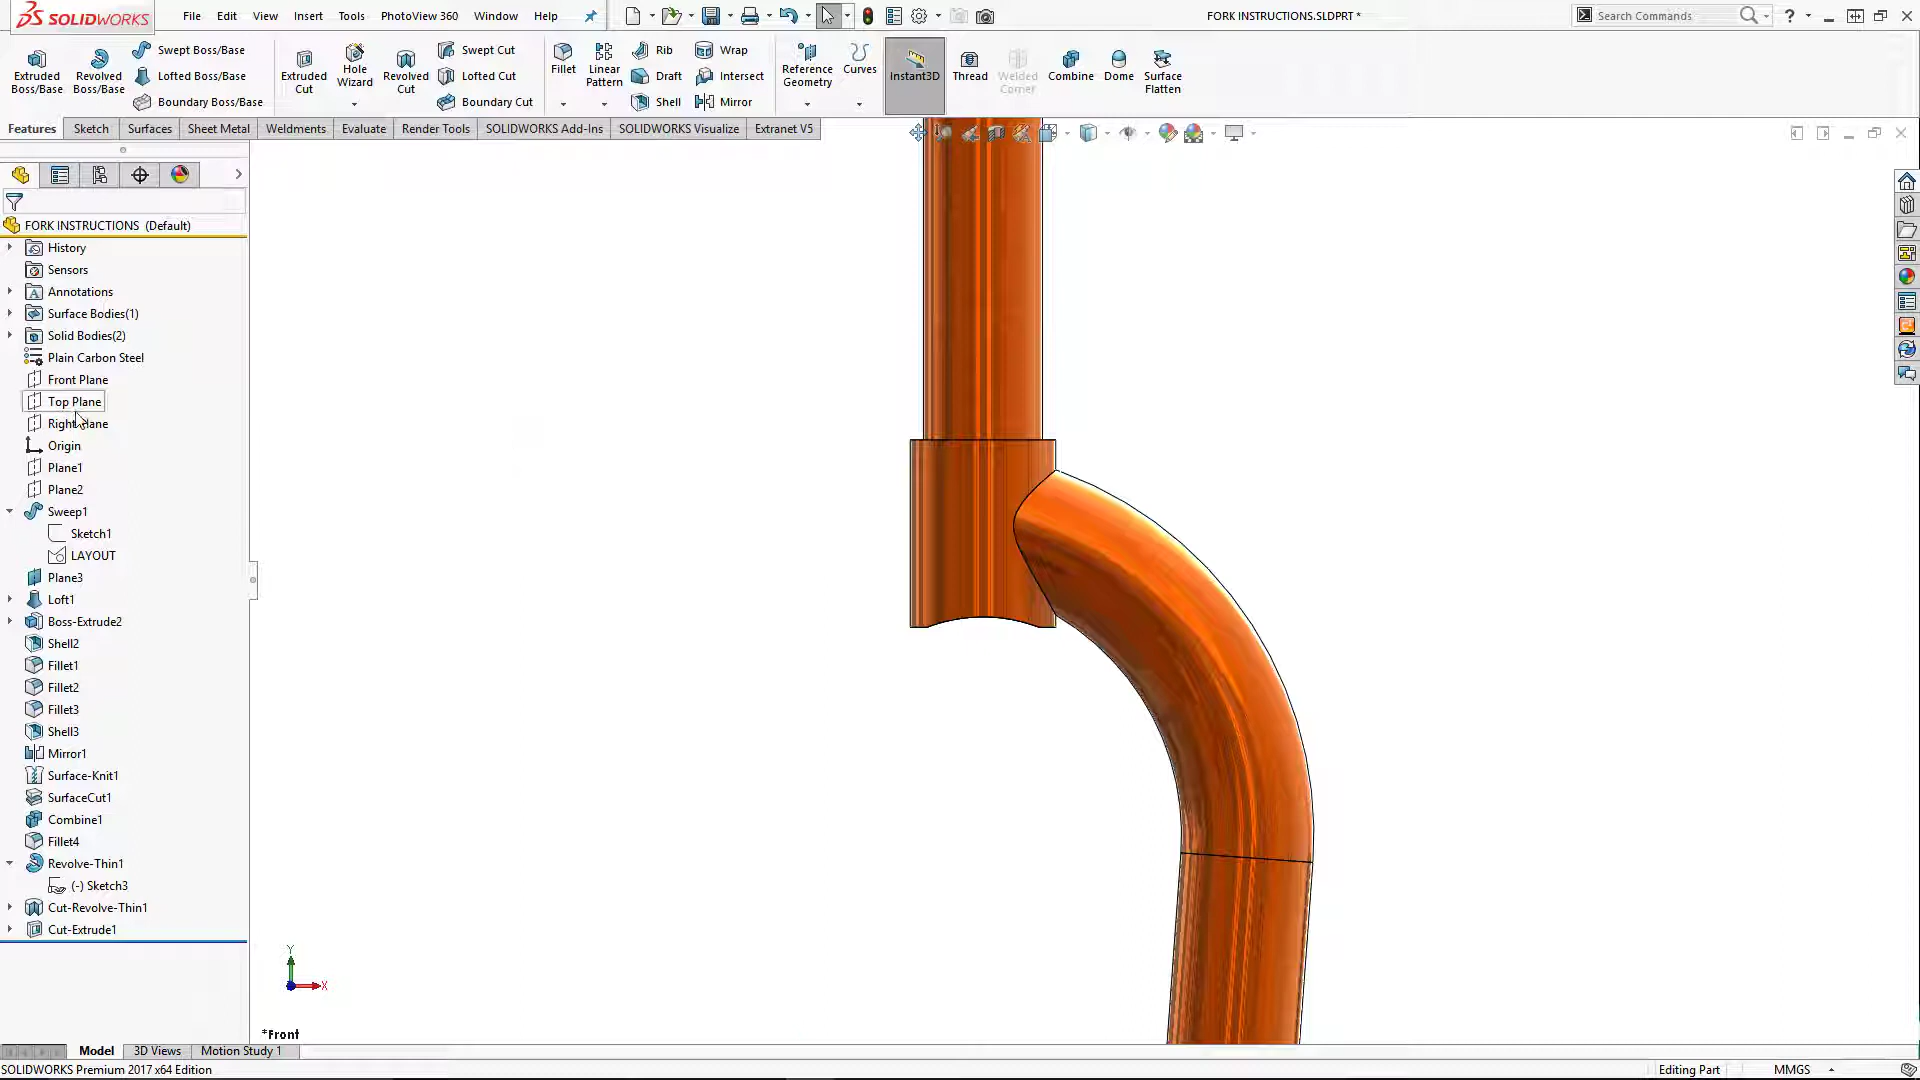 SOLIDWORKS File Edit View Insert Tools PhotoView 360 Window Help FORK INSTRUCTIONS.SLDPRT * Search Commands ?
Extruded Boss/Base
Revolved Boss/Base
Swept Boss/Base
Lofted Boss/Base
Boundary Boss/Base
Extruded Cut
Hole Wizard
Revolved Cut
Swept Cut
Lofted Cut
Boundary Cut
Fillet
Linear Pattern
Rib
Draft
Shell
Wrap
Intersect
Mirror
Reference Geometry
Curves
Instant3D
Thread
Welded Corner
Combine
Dome
Surface Flatten
Features Sketch Surfaces Sheet Metal Weldments Evaluate Render Tools SOLIDWORKS Add-Ins SOLIDWORKS Visualize Extranet V5
FORK INSTRUCTIONS (Default)
History
Sensors
Annotations
Surface Bodies(1)
Solid Bodies(2)
Plain Carbon Steel
Front Plane
Top Plane
Right Plane
Origin
Plane1
Plane2
Sweep1
Sketch1
LAYOUT
Plane3
Loft1
Boss-Extrude2
Shell2
Fillet1
Fillet2
Fillet3
Shell3
Mirror1
Surface-Knit1
SurfaceCut1
Combine1
Fillet4
Revolve-Thin1
(-) Sketch3
Cut-Revolve-Thin1
Cut-Extrude1
Y
X
*Front
Model 3D Views Motion Study 1
SOLIDWORKS Premium 2017 x64 Edition Editing Part MMGS